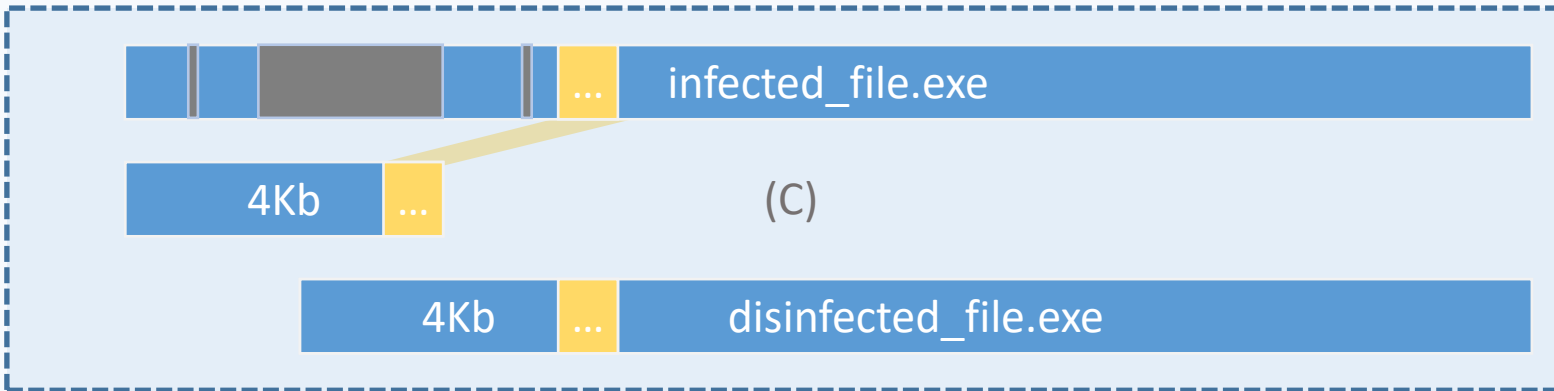 ... infected_file.exe
4Kb ... (C)
4Kb ... disinfected_file.exe